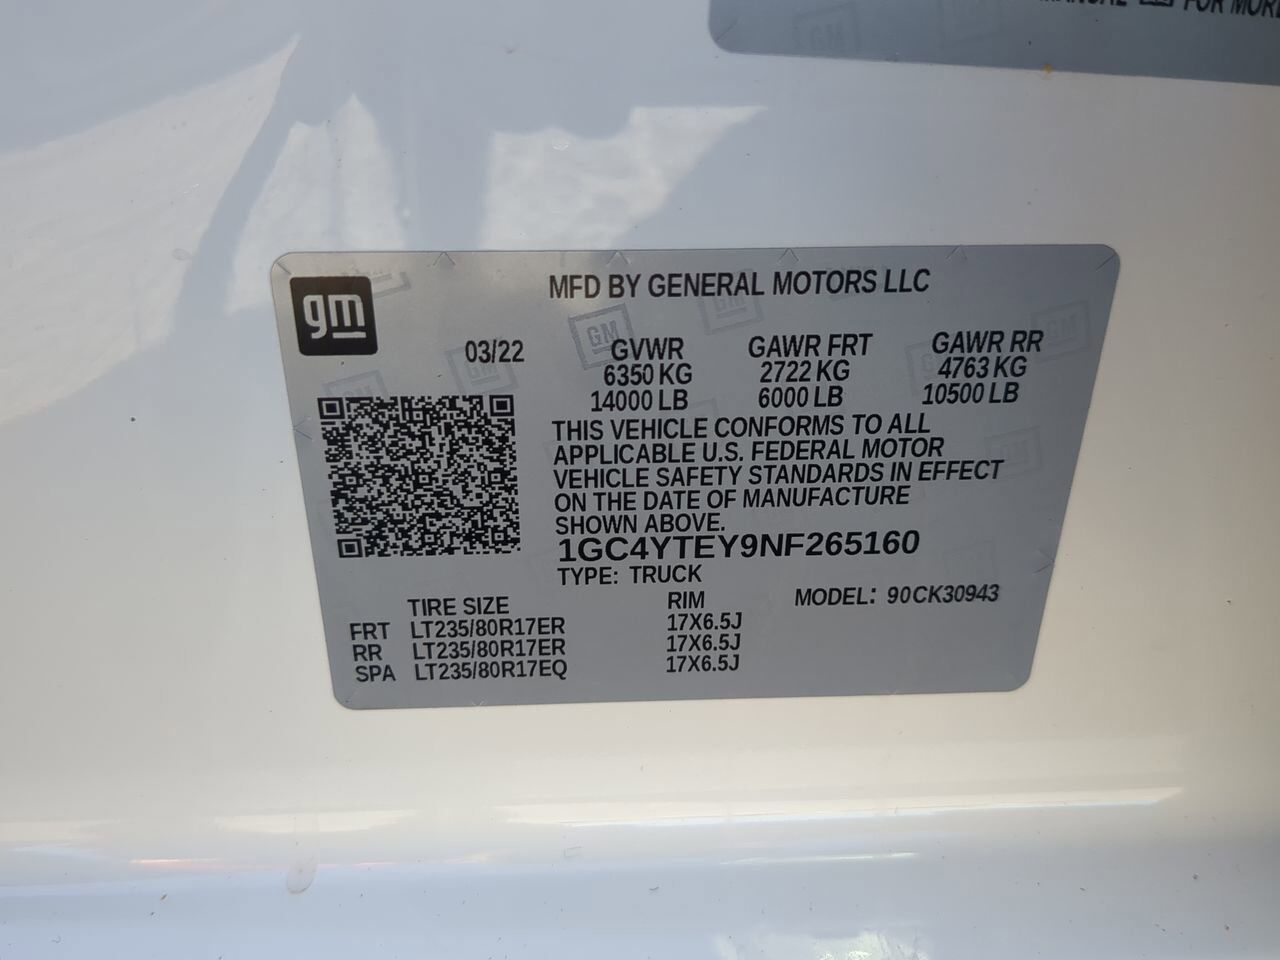 MANUAL FOR MORE
MFD BY GENERAL MOTORS LLC
gm
03/22
GVWR GAWR FRT GAWR RR
6350 KG 2722 KG 4763 KG
14000 LB 6000 LB 10500 LB
THIS VEHICLE CONFORMS TO ALL
APPLICABLE U.S. FEDERAL MOTOR
VEHICLE SAFETY STANDARDS IN EFFECT
ON THE DATE OF MANUFACTURE
SHOWN ABOVE.
1GC4YTEY9NF265160
TYPE: TRUCK
MODEL: 90CK30943
TIRE SIZE RIM
FRT LT235/80R17ER 17X6.5J
RR LT235/80R17ER 17X6.5J
SPA LT235/80R17EQ 17X6.5J